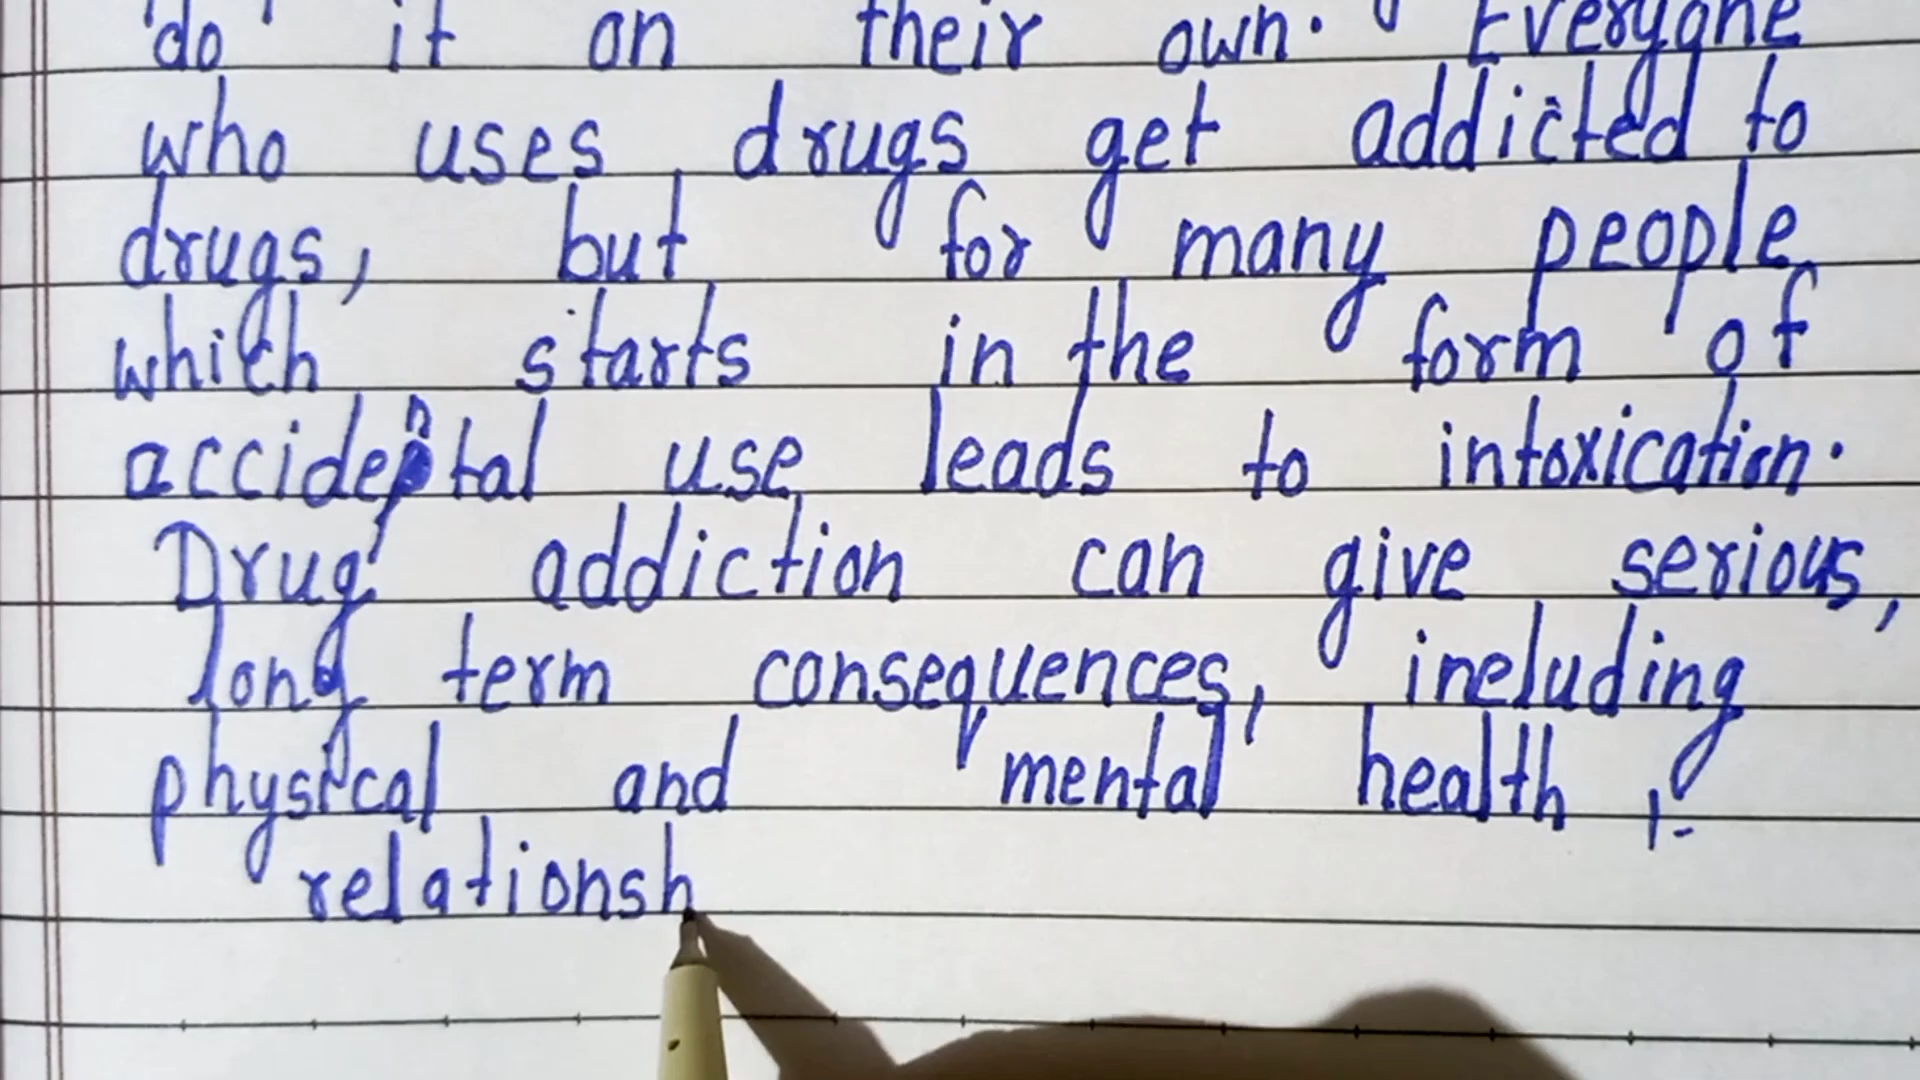 do it on their own. Everyone
who uses drugs get addicted to
drugs, but for many people
which starts in the form of
accidental use leads to intoxication.
Drug addiction can give serious,
long term consequences, including
physical and mental health,
relationsh